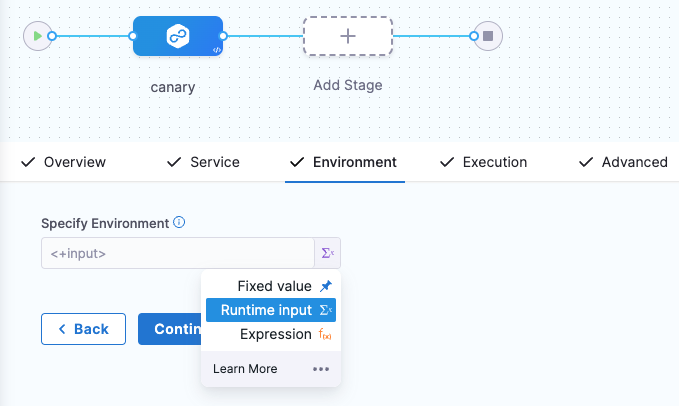 canary
Add Stage
Overview
Service
Environment
Execution
Advanced
Specify Environment
<+input>
Fixed value
Runtime input
Expression
Learn More
Back
Contin